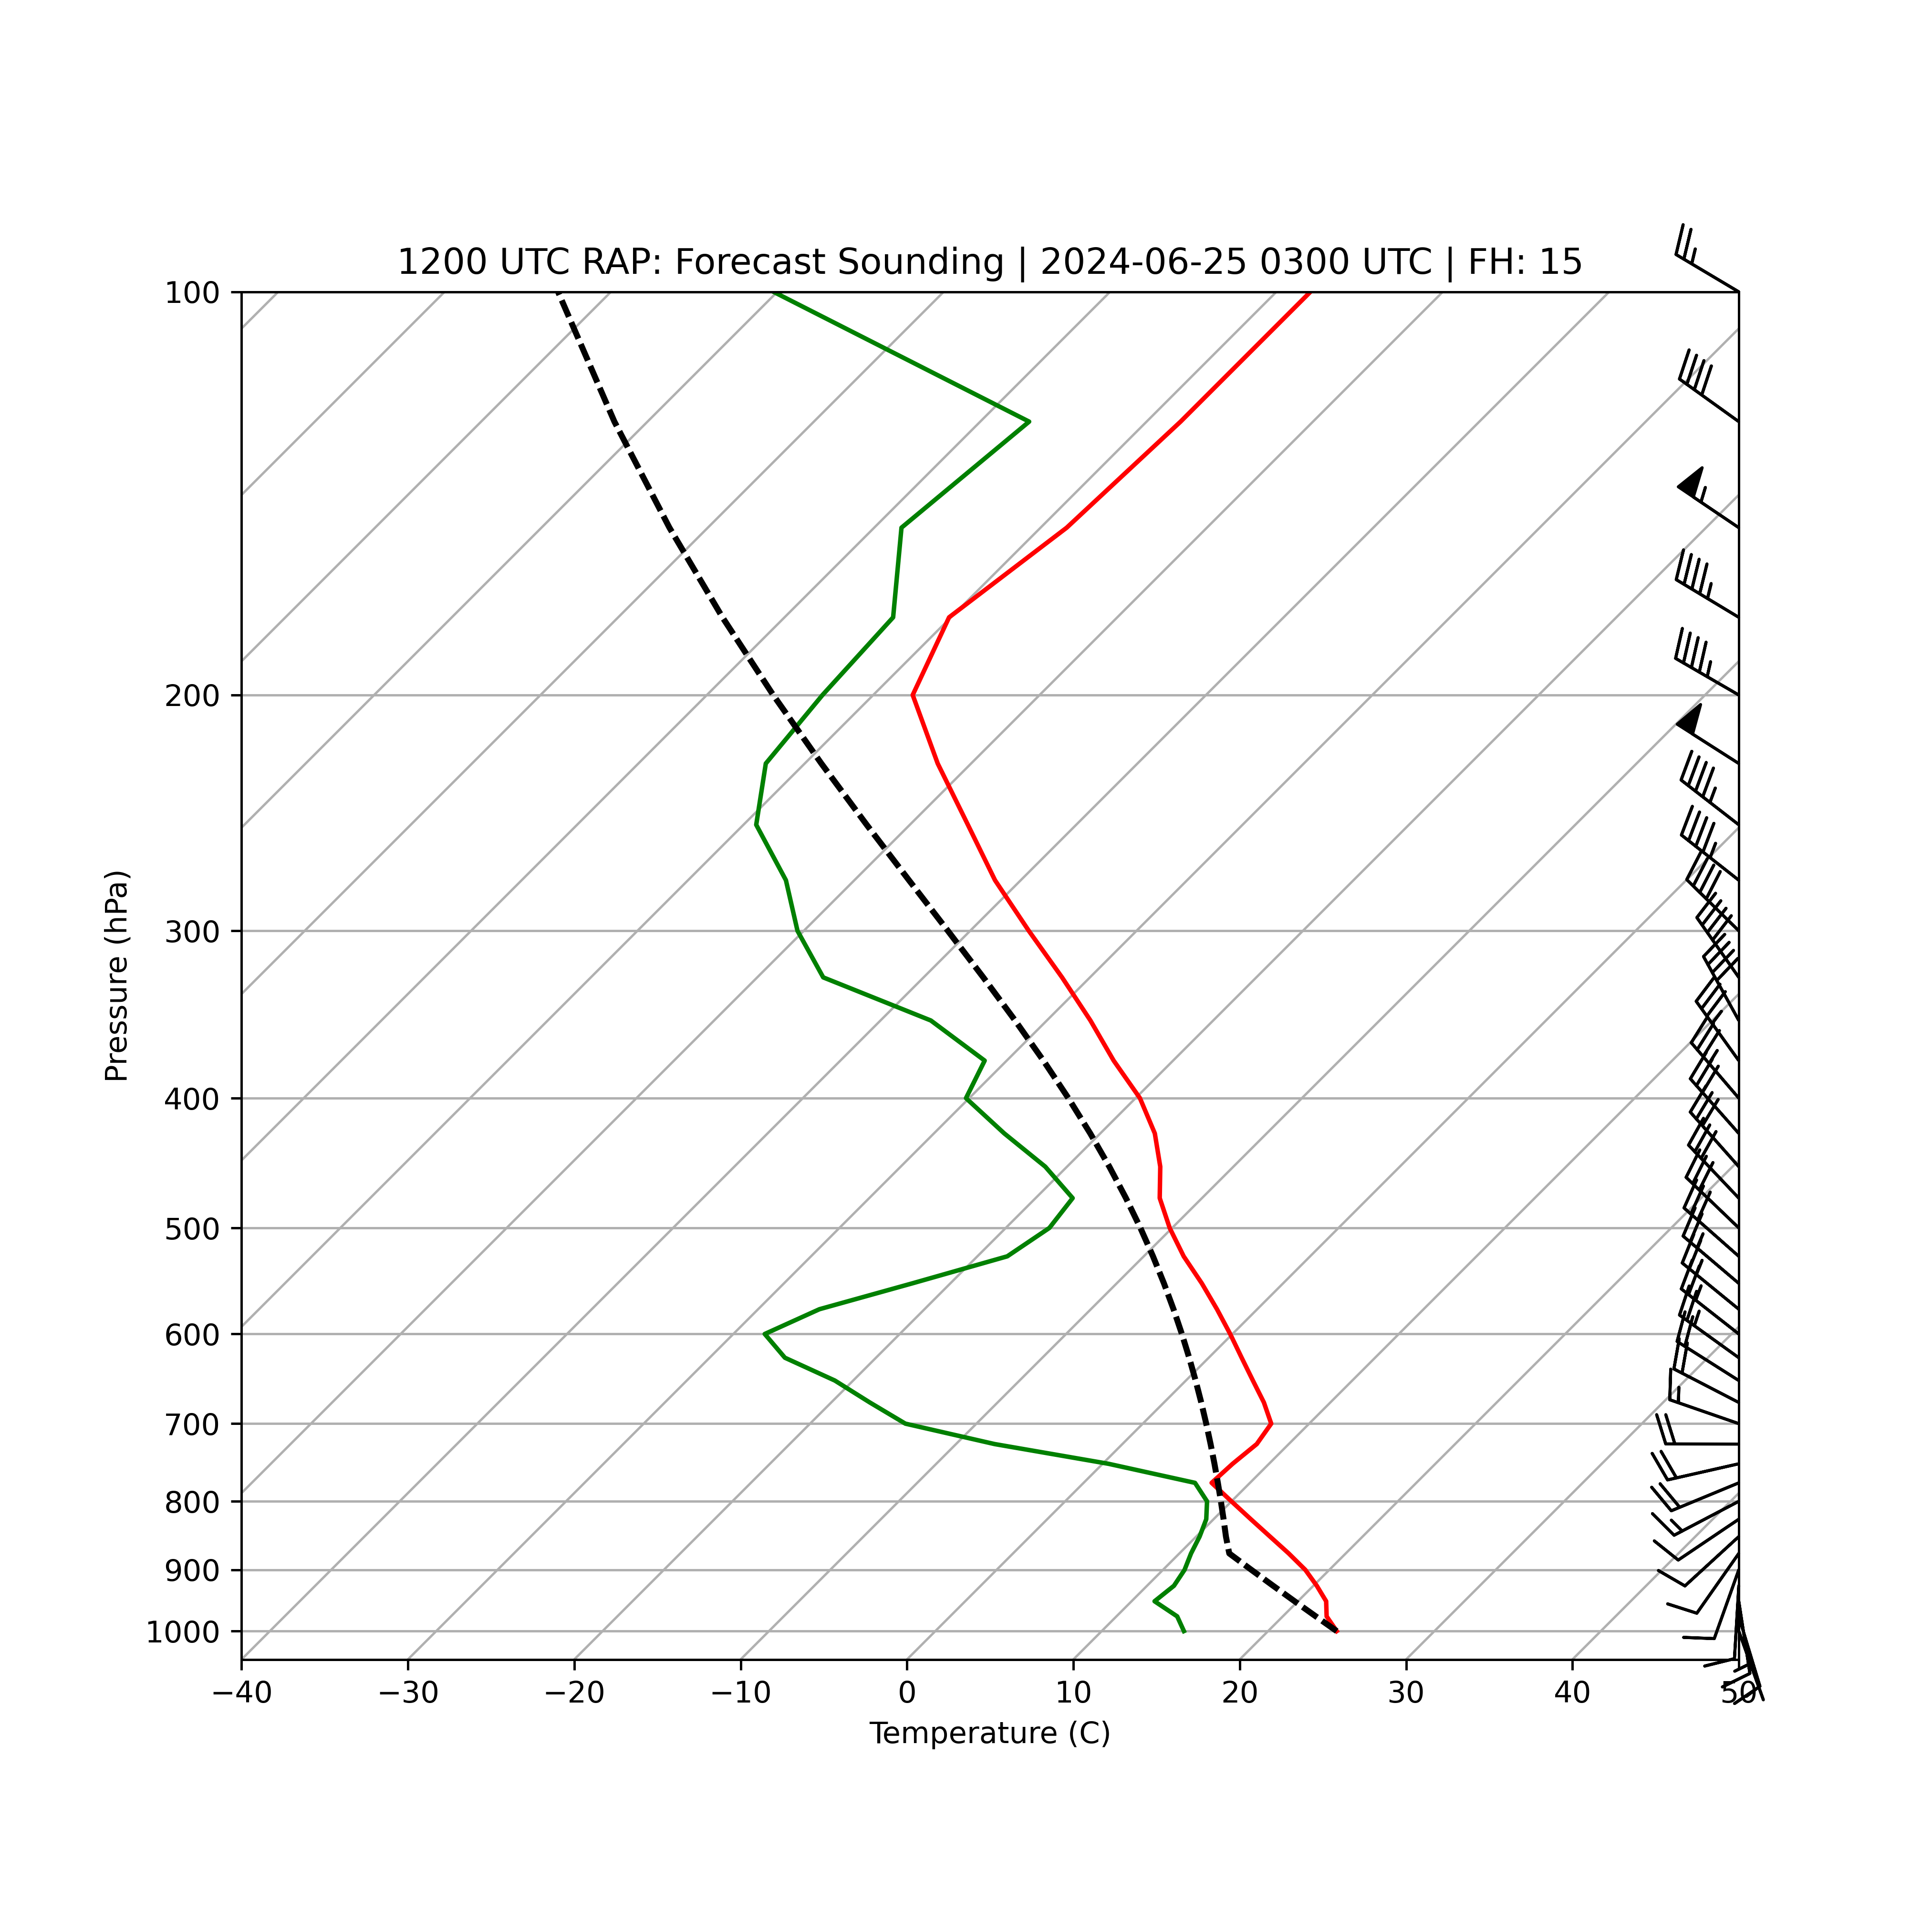 1200 UTC RAP: Forecast Sounding | 2024-06-25 0300 UTC | FH: 15
100
200
300
400
500
600
700
800
900
1000
Pressure (hPa)
−40 −30 −20 −10 0 10 20 30 40 50
Temperature (C)